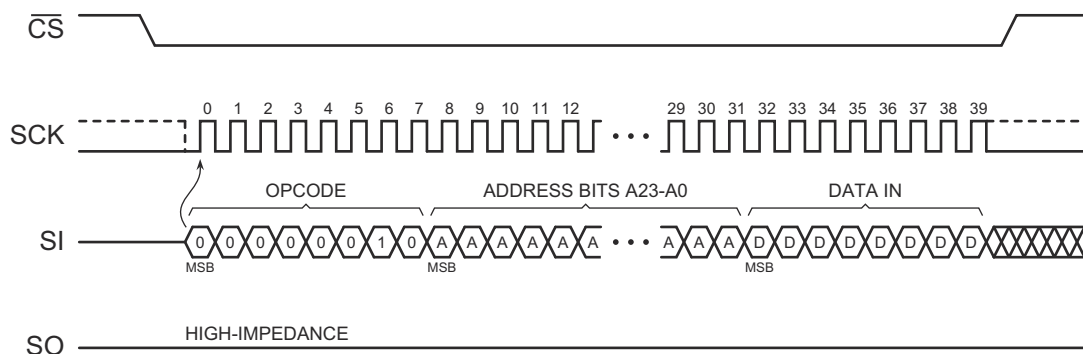 CS
0 1 2 3 4 5 6 7 8 9 10 11 12 29 30 31 32 33 34 35 36 37 38 39
SCK
OPCODE ADDRESS BITS A23-A0 DATA IN
SI 0 0 0 0 0 0 1 0 A A A A A A A A A D D D D D D D D
MSB MSB MSB
HIGH-IMPEDANCE
SO